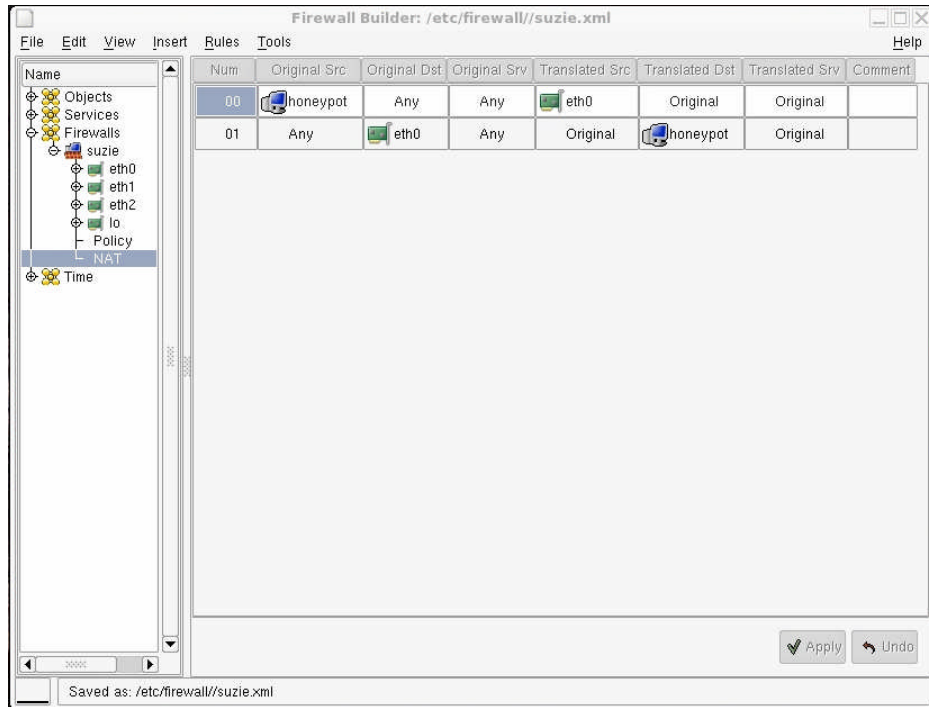 Firewall Builder: /etc/firewall//suzie.xml
File Edit View Insert Rules Tools Help
Name
Objects
Services
Firewalls
suzie
eth0
eth1
eth2
lo
Policy
NAT
Time
Num Original Src Original Dst Original Srv Translated Src Translated Dst Translated Srv Comment
00 honeypot Any Any eth0 Original Original
01 Any eth0 Any Original honeypot Original
Apply Undo
Saved as: /etc/firewall//suzie.xml